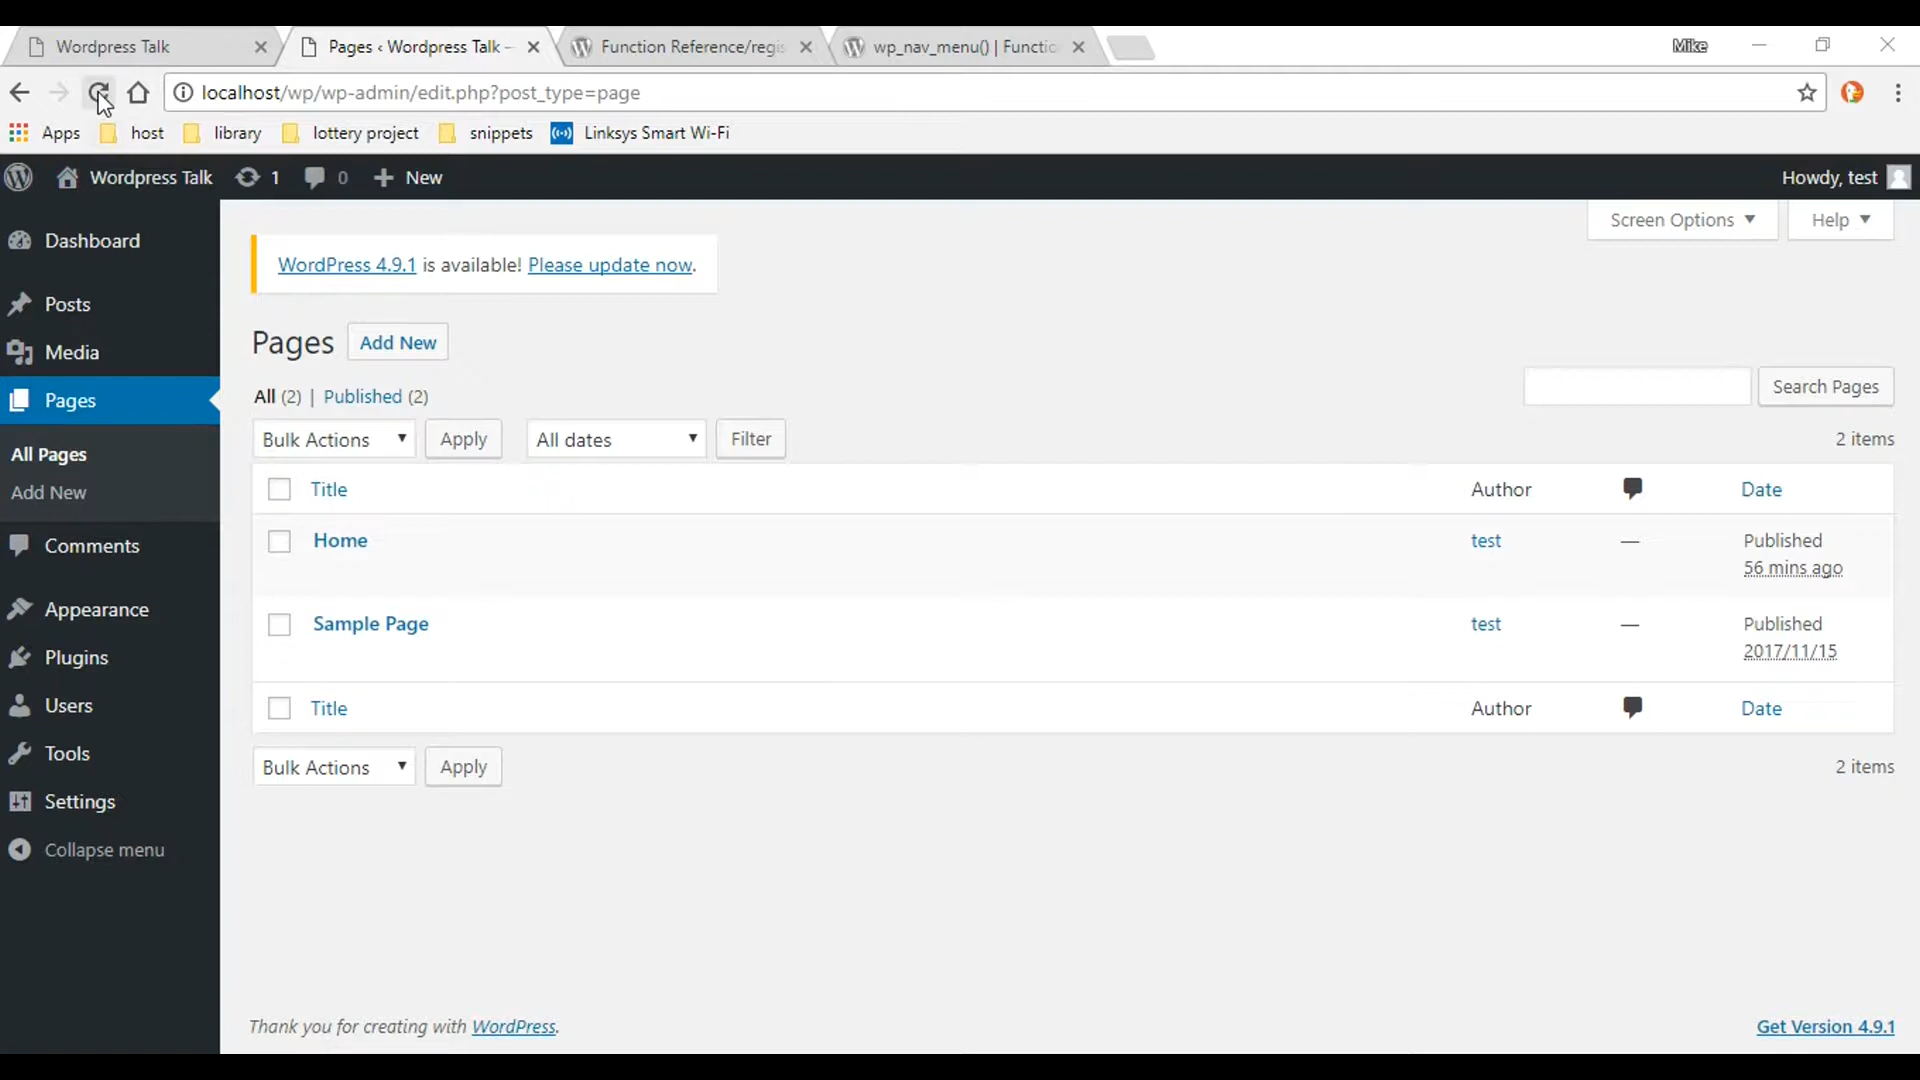 Wordpress Talk
Pages ‹ Wordpress Talk –
Function Reference/regis
wp_nav_menu() | Functio
Mike
localhost/wp/wp-admin/edit.php?post_type=page
Apps host library lottery project snippets Linksys Smart Wi-Fi
Wordpress Talk 1 0 New Howdy, test
Screen Options Help
Dashboard
Posts
Media
Pages
All Pages
Add New
Comments
Appearance
Plugins
Users
Tools
Settings
Collapse menu
WordPress 4.9.1 is available! Please update now.
Pages Add New
All (2) | Published (2)
Search Pages
Bulk Actions Apply All dates Filter 2 items
Title Author Date
Home test — Published
56 mins ago
Sample Page test — Published
2017/11/15
Title Author Date
Bulk Actions Apply 2 items
Thank you for creating with WordPress. Get Version 4.9.1